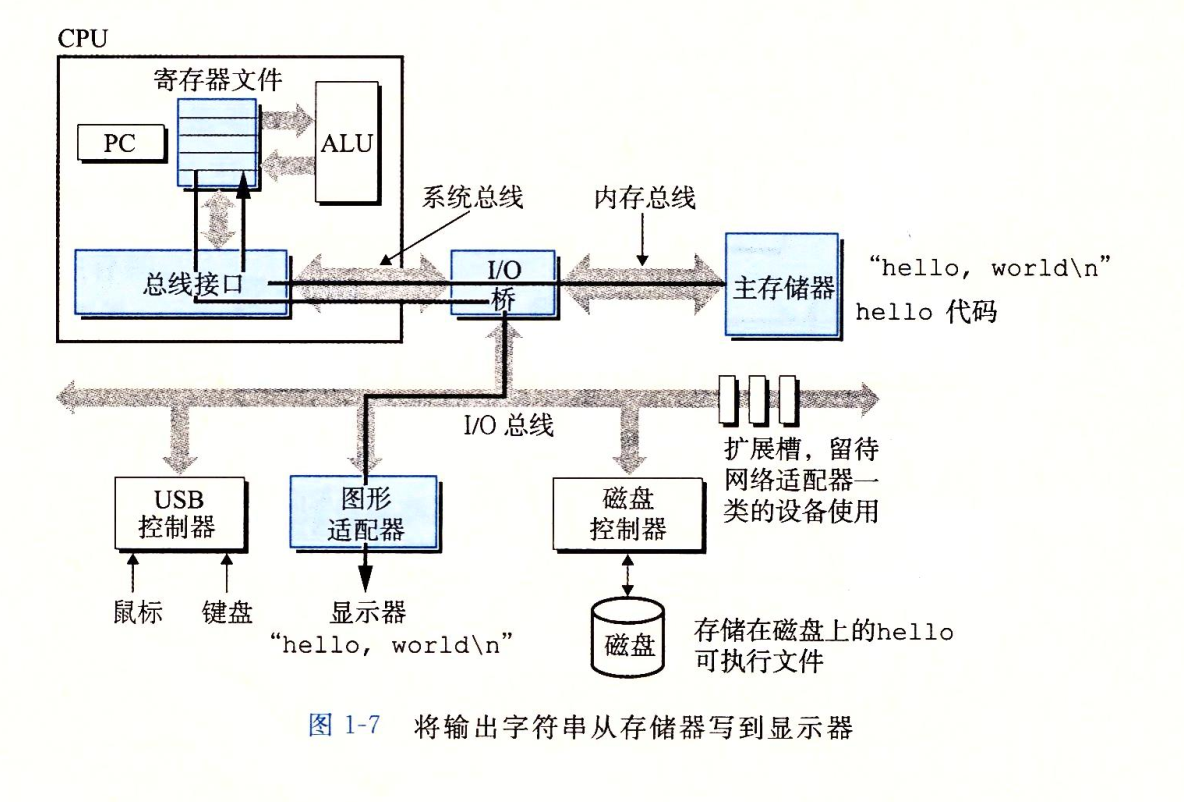 CPU
寄存器文件
PC
ALU
系统总线
内存总线
总线接口
I/O
桥
主存储器
“hello, world\n”
hello 代码
I/O 总线
扩展槽，留待
网络适配器一
类的设备使用
USB
控制器
图形
适配器
磁盘
控制器
鼠标
键盘
显示器
“hello, world\n”
磁盘
存储在磁盘上的hello
可执行文件
图 1-7 将输出字符串从存储器写到显示器